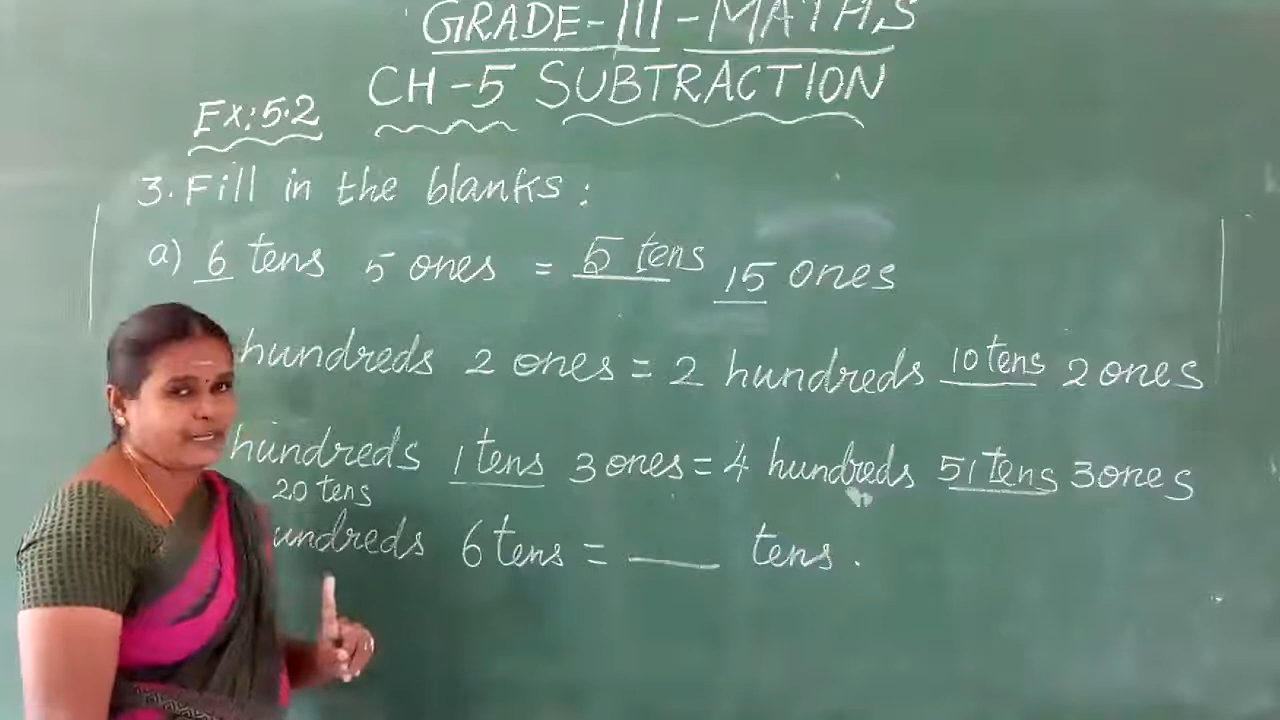 GRADE-III-MATHS
CH-5 SUBTRACTION
Ex:5.2
3. Fill in the blanks :
a) 6 tens 5 ones = 5 tens 15 ones
hundreds 2 ones = 2 hundreds 10 tens 2 ones
hundreds 1 tens 3 ones = 4 hundreds 51 tens 3 ones
20 tens
undreds 6 tens = ___ tens.